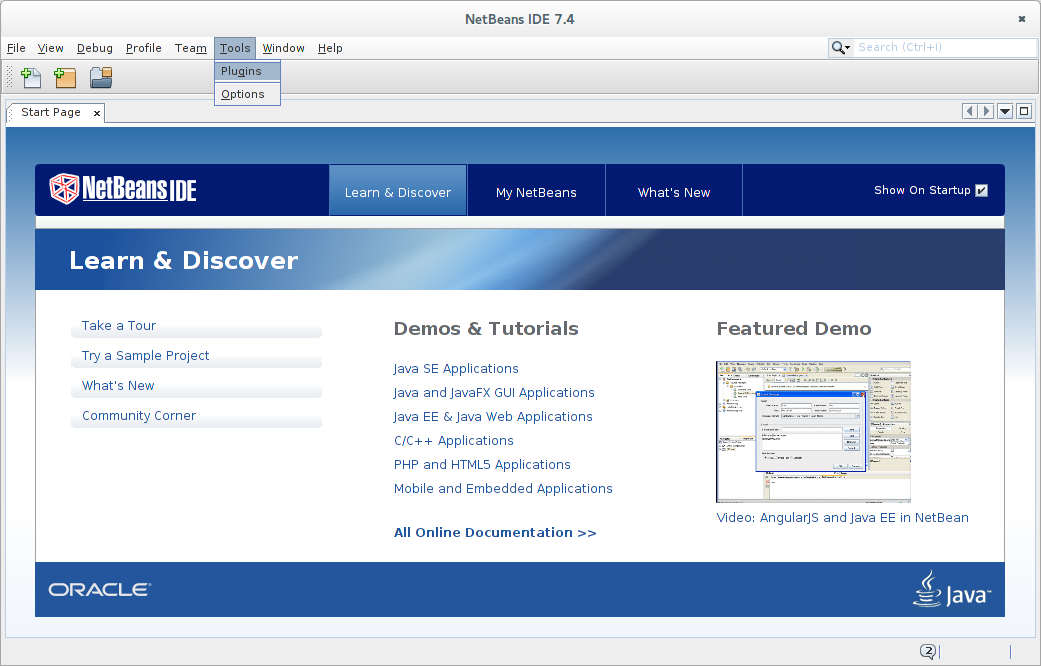 NetBeans IDE 7.4
File View Debug Profile Team Tools Window Help
Search (Ctrl+I)
Plugins
Options
Start Page
NetBeans IDE
Learn & Discover
My NetBeans
What's New
Show On Startup
Learn & Discover
Take a Tour
Try a Sample Project
What's New
Community Corner
Demos & Tutorials
Java SE Applications
Java and JavaFX GUI Applications
Java EE & Java Web Applications
C/C++ Applications
PHP and HTML5 Applications
Mobile and Embedded Applications
All Online Documentation >>
Featured Demo
Video: AngularJS and Java EE in NetBean
ORACLE
Java
2